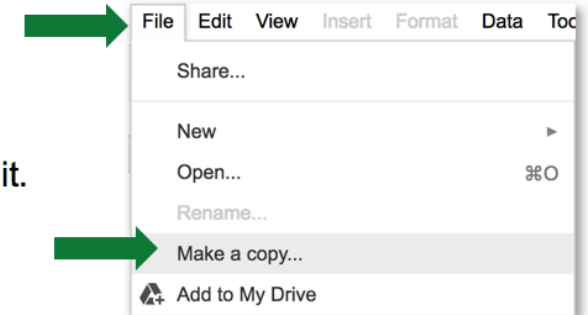 File Edit View Insert Format Data
Share...
New
Open... ⌘O
it.
Rename...
Make a copy...
Add to My Drive